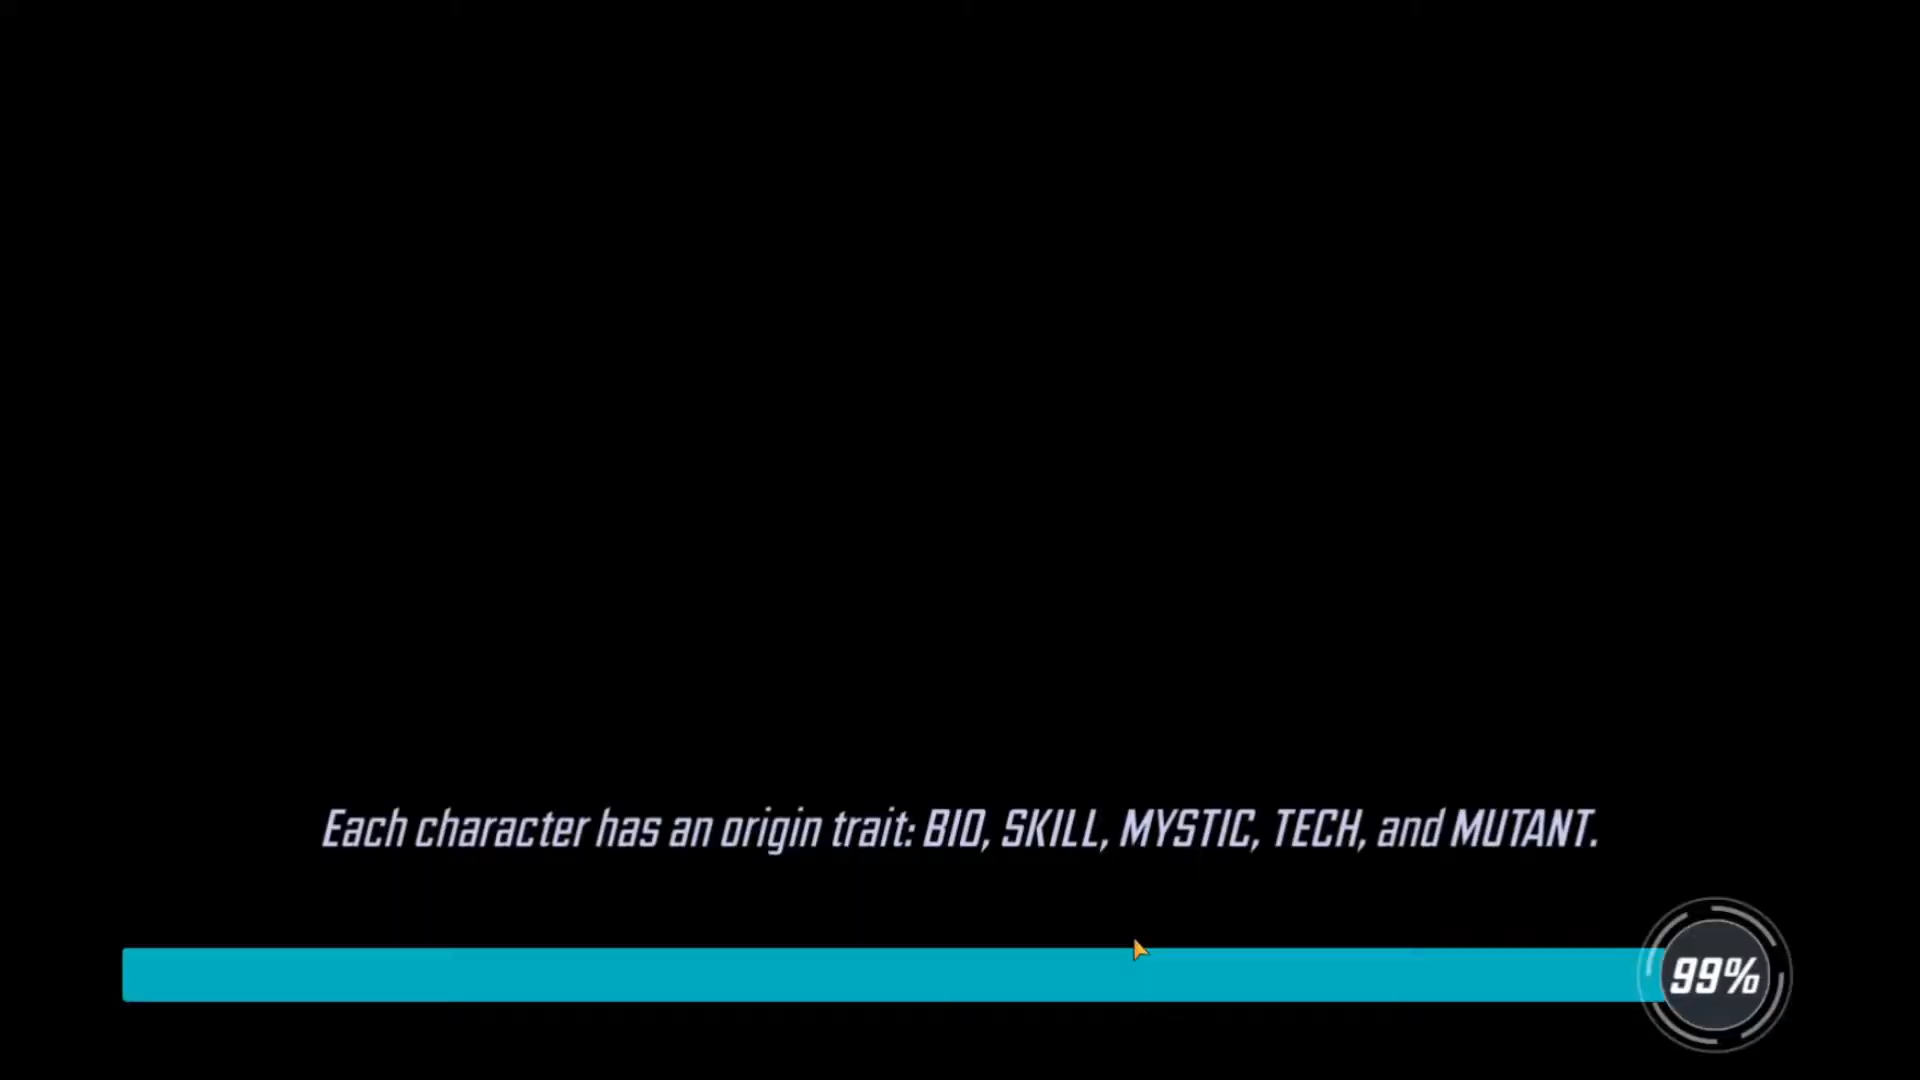 Each character has an origin trait: BIO, SKILL, MYSTIC, TECH, and MUTANT.
99%